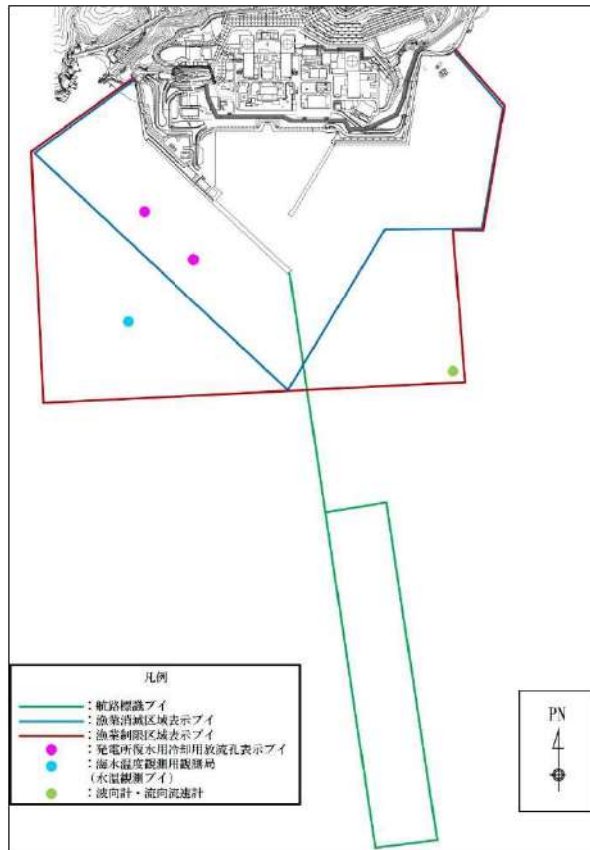 凡例
：航路標識ブイ
：漁業消滅区域表示ブイ
：漁業制限区域表示ブイ
：発電所復水用冷却用放流孔表示ブイ
：海水温度観測用観測局
（水温観測ブイ）
：波向計・流向流速計
PN